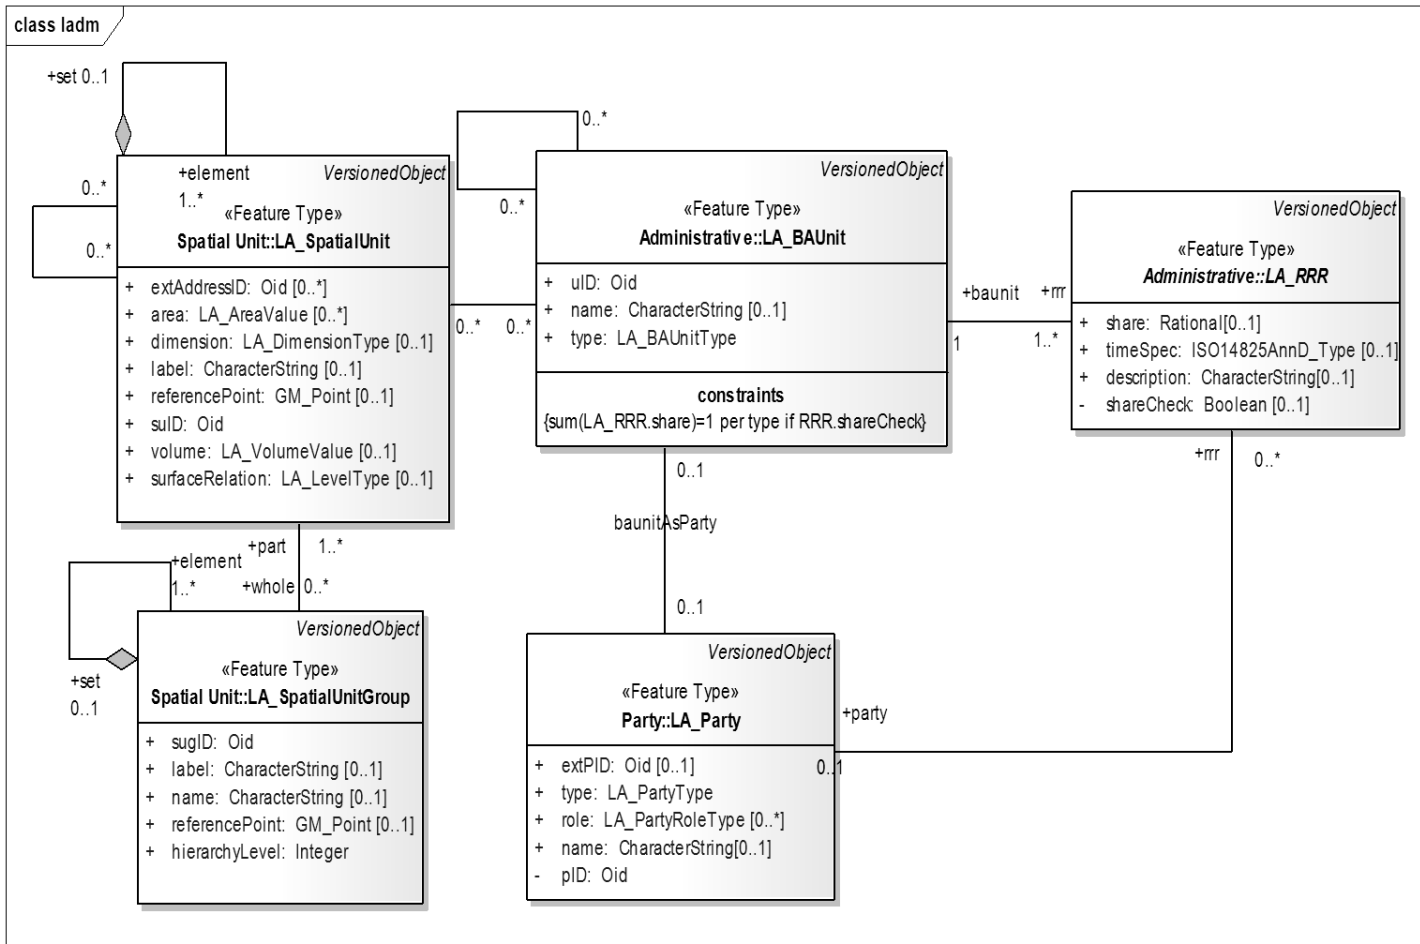 class ladm
+set 0..1
+element
1..*
0..*
0..*
VersionedObject
«Feature Type»
Spatial Unit::LA_SpatialUnit
+ extAddressID: Oid [0..*]
+ area: LA_AreaValue [0..*]
+ dimension: LA_DimensionType [0..1]
+ label: CharacterString [0..1]
+ referencePoint: GM_Point [0..1]
+ suID: Oid
+ volume: LA_VolumeValue [0..1]
+ surfaceRelation: LA_LevelType [0..1]
0..*
0..*
0..*
0..*
VersionedObject
«Feature Type»
Administrative::LA_BAUnit
+ uID: Oid
+ name: CharacterString [0..1]
+ type: LA_BAUnitType
constraints
{sum(LA_RRR.share)=1 per type if RRR.shareCheck}
+baunit
1
+rrr
1..*
VersionedObject
«Feature Type»
Administrative::LA_RRR
+ share: Rational[0..1]
+ timeSpec: ISO14825AnnD_Type [0..1]
+ description: CharacterString[0..1]
- shareCheck: Boolean [0..1]
+rrr
0..*
0..1
baunitAsParty
0..1
+part
1..*
+whole
0..*
+element
1..*
+set
0..1
VersionedObject
«Feature Type»
Spatial Unit::LA_SpatialUnitGroup
+ sugID: Oid
+ label: CharacterString [0..1]
+ name: CharacterString [0..1]
+ referencePoint: GM_Point [0..1]
+ hierarchyLevel: Integer
VersionedObject
«Feature Type»
Party::LA_Party
+ extPID: Oid [0..1]
+ type: LA_PartyType
+ role: LA_PartyRoleType [0..*]
+ name: CharacterString[0..1]
- pID: Oid
+party
0..1